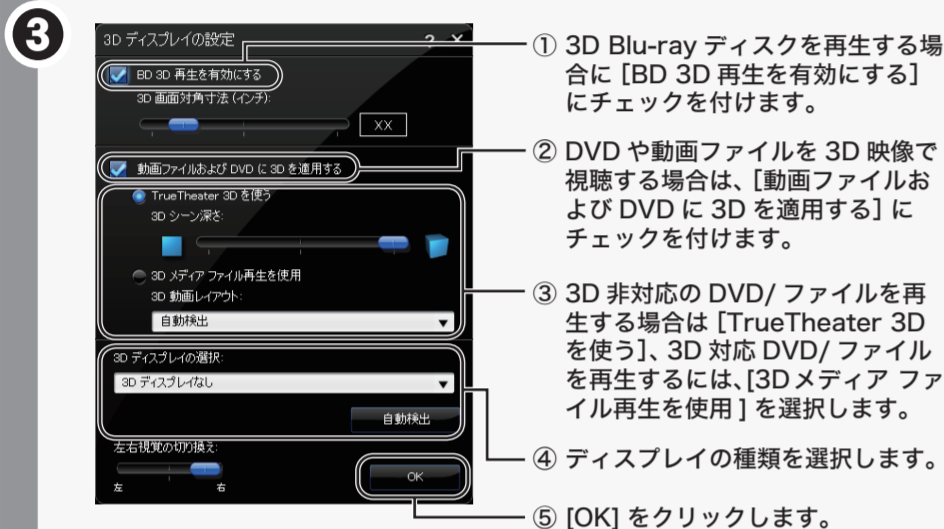 3
3D ディスプレイの設定
? ×
BD 3D 再生を有効にする
3D 画面対角寸法 (インチ):
XX
動画ファイルおよび DVD に 3D を適用する
TrueTheater 3D を使う
3D シーン深さ:
3D メディア ファイル再生を使用
3D 動画レイアウト:
自動検出
3D ディスプレイの選択:
3D ディスプレイなし
自動検出
左右視覚の切り換え:
左 右
OK
① 3D Blu-ray ディスクを再生する場
合に [BD 3D 再生を有効にする]
にチェックを付けます。
② DVD や動画ファイルを 3D 映像で
視聴する場合は、[動画ファイルお
よび DVD に 3D を適用する] に
チェックを付けます。
③ 3D 非対応の DVD/ ファイルを再
生する場合は [TrueTheater 3D
を使う]、3D 対応 DVD/ ファイル
を再生するには、[3Dメディア ファ
イル再生を使用 ] を選択します。
④ ディスプレイの種類を選択します。
⑤ [OK] をクリックします。